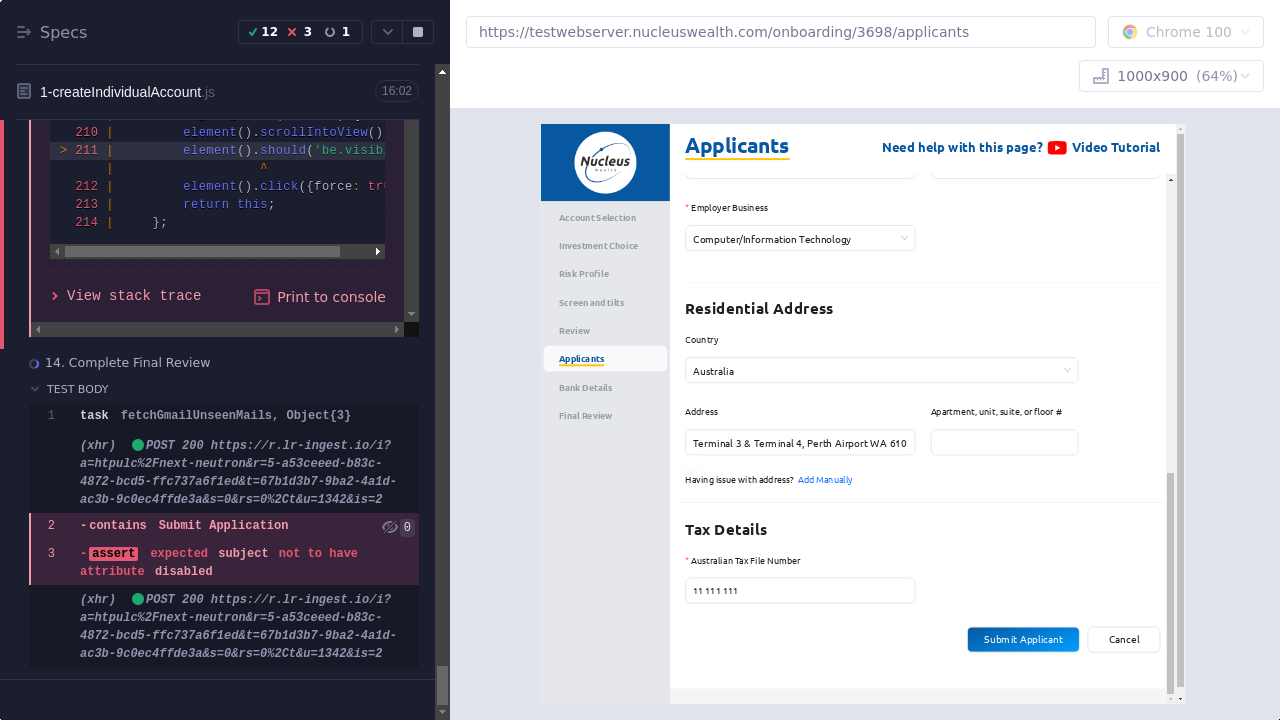 Specs
12
3
1
https://testwebserver.nucleuswealth.com/onboarding/3698/applicants
Chrome 100
1000x900 (64%)
1-createIndividualAccount.js
16:02
210 | element().scrollIntoView()
> 211 | element().should('be.visib
| ^
212 | element().click({force: tru
213 | return this;
214 | };
View stack trace
Print to console
14. Complete Final Review
TEST BODY
1 task fetchGmailUnseenMails, Object{3}
(xhr) POST 200 https://r.lr-ingest.io/i?
a=htpulc%2Fnext-neutron&r=5-a53ceeed-b83c-
4872-bcd5-ffc737a6f1ed&t=67b1d3b7-9ba2-4a1d-
ac3b-9c0ec4ffde3a&s=0&rs=0%2Ct&u=1342&is=2
2 -contains Submit Application 0
3 -assert expected subject not to have
attribute disabled
(xhr) POST 200 https://r.lr-ingest.io/i?
a=htpulc%2Fnext-neutron&r=5-a53ceeed-b83c-
4872-bcd5-ffc737a6f1ed&t=67b1d3b7-9ba2-4a1d-
ac3b-9c0ec4ffde3a&s=0&rs=0%2Ct&u=1342&is=2
Nucleus
Wealth
Account Selection
Investment Choice
Risk Profile
Screen and tilts
Review
Applicants
Bank Details
Final Review
Applicants
Need help with this page? Video Tutorial
* Employer Business
Computer/Information Technology
Residential Address
Country
Australia
Address
Apartment, unit, suite, or floor #
Terminal 3 & Terminal 4, Perth Airport WA 610
Having issue with address? Add Manually
Tax Details
* Australian Tax File Number
11 111 111
Submit Applicant
Cancel